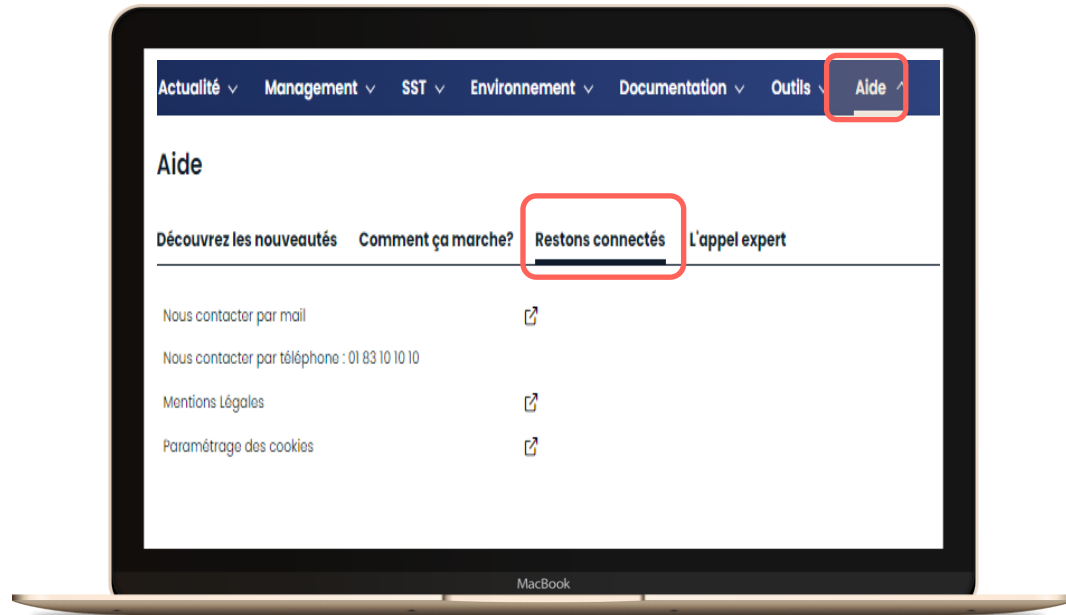 Actualité Management SST Environnement Documentation Outils Aide
Aide
Découvrez les nouveautés Comment ça marche? Restons connectés L'appel expert
Nous contacter par mail
Nous contacter par téléphone : 01 83 10 10 10
Mentions Légales
Paramétrage des cookies
MacBook